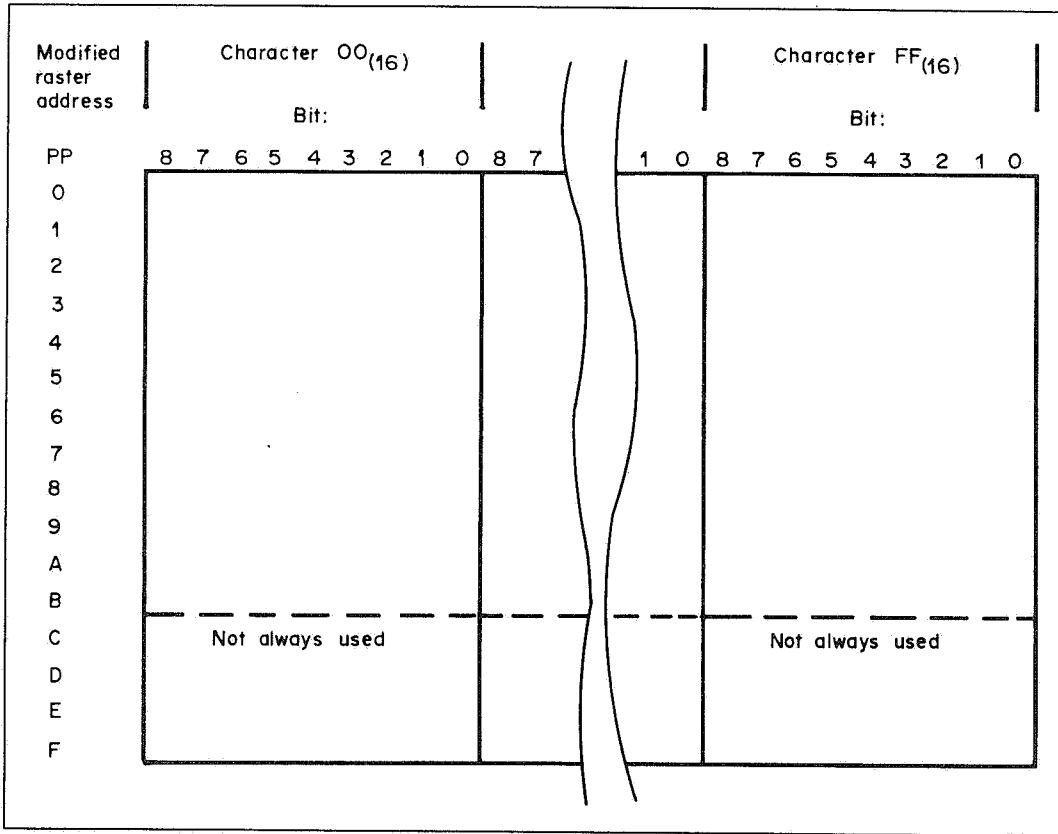 Modified raster address
Character 00(16)
Character FF(16)
Bit:
Bit:
PP 8 7 6 5 4 3 2 1 0 8 7 1 0 8 7 6 5 4 3 2 1 0
0
1
2
3
4
5
6
7
8
9
A
B
C Not always used Not always used
D
E
F